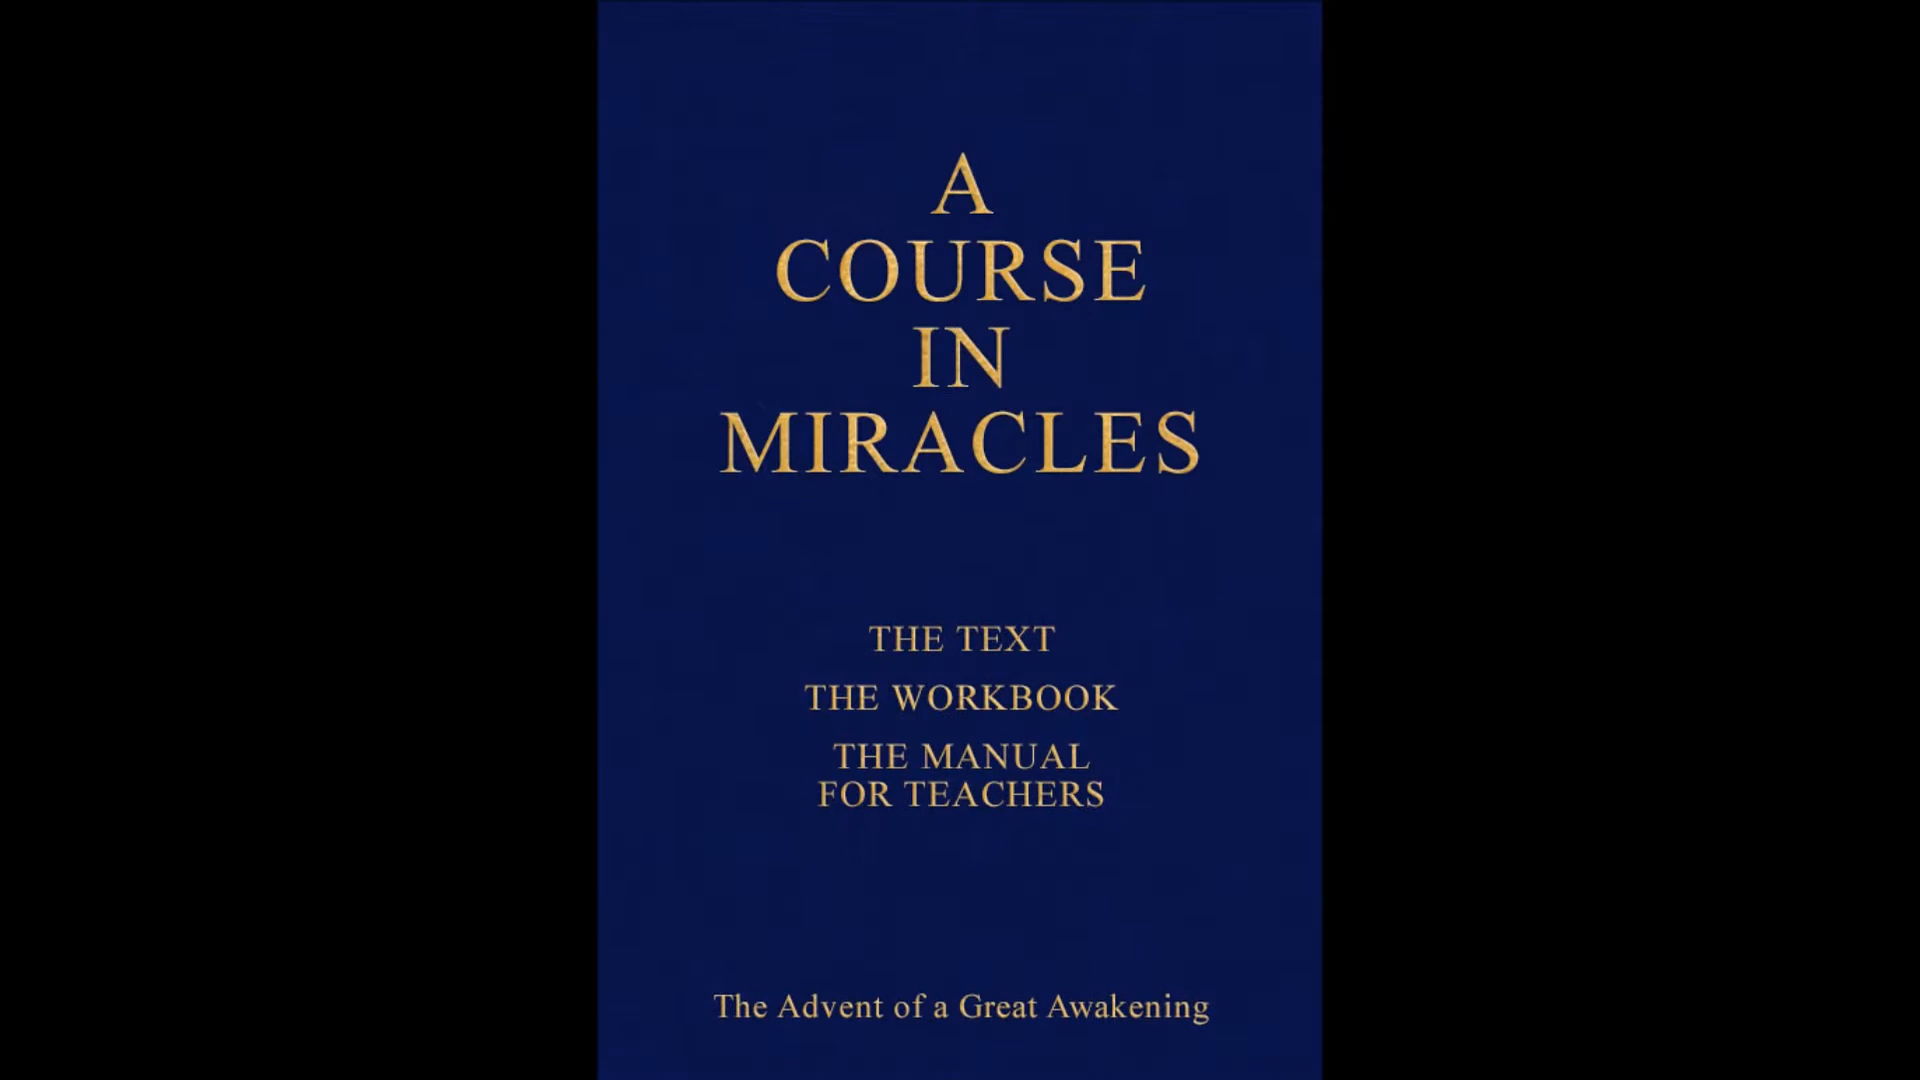 A
COURSE
IN
MIRACLES
THE TEXT
THE WORKBOOK
THE MANUAL
FOR TEACHERS
The Advent of a Great Awakening